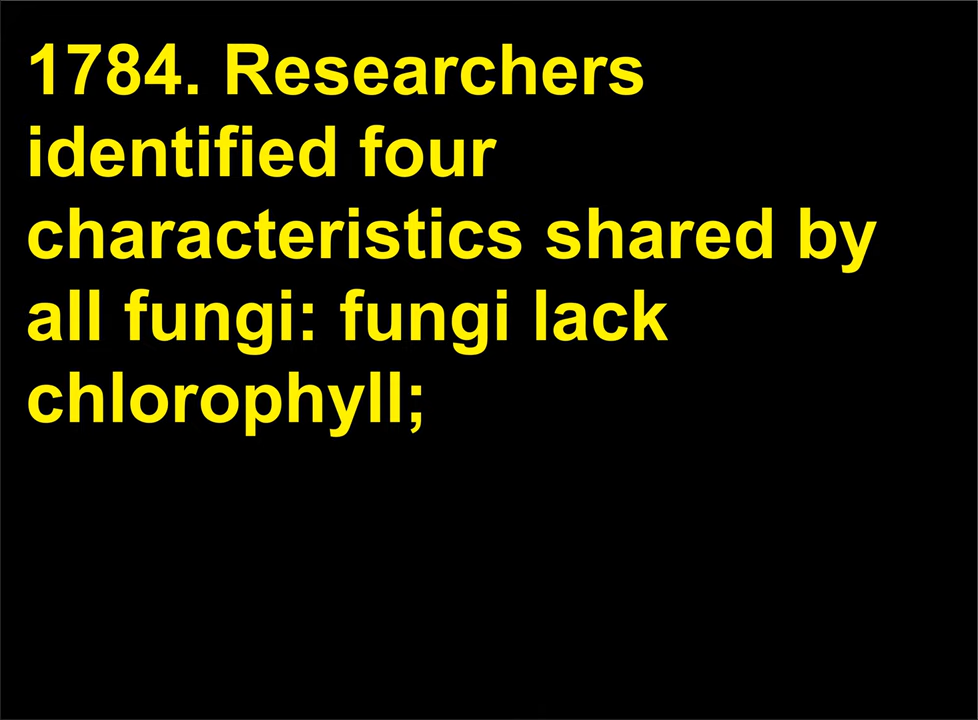 1784. Researchers
identified four
characteristics shared by
all fungi: fungi lack
chlorophyll;